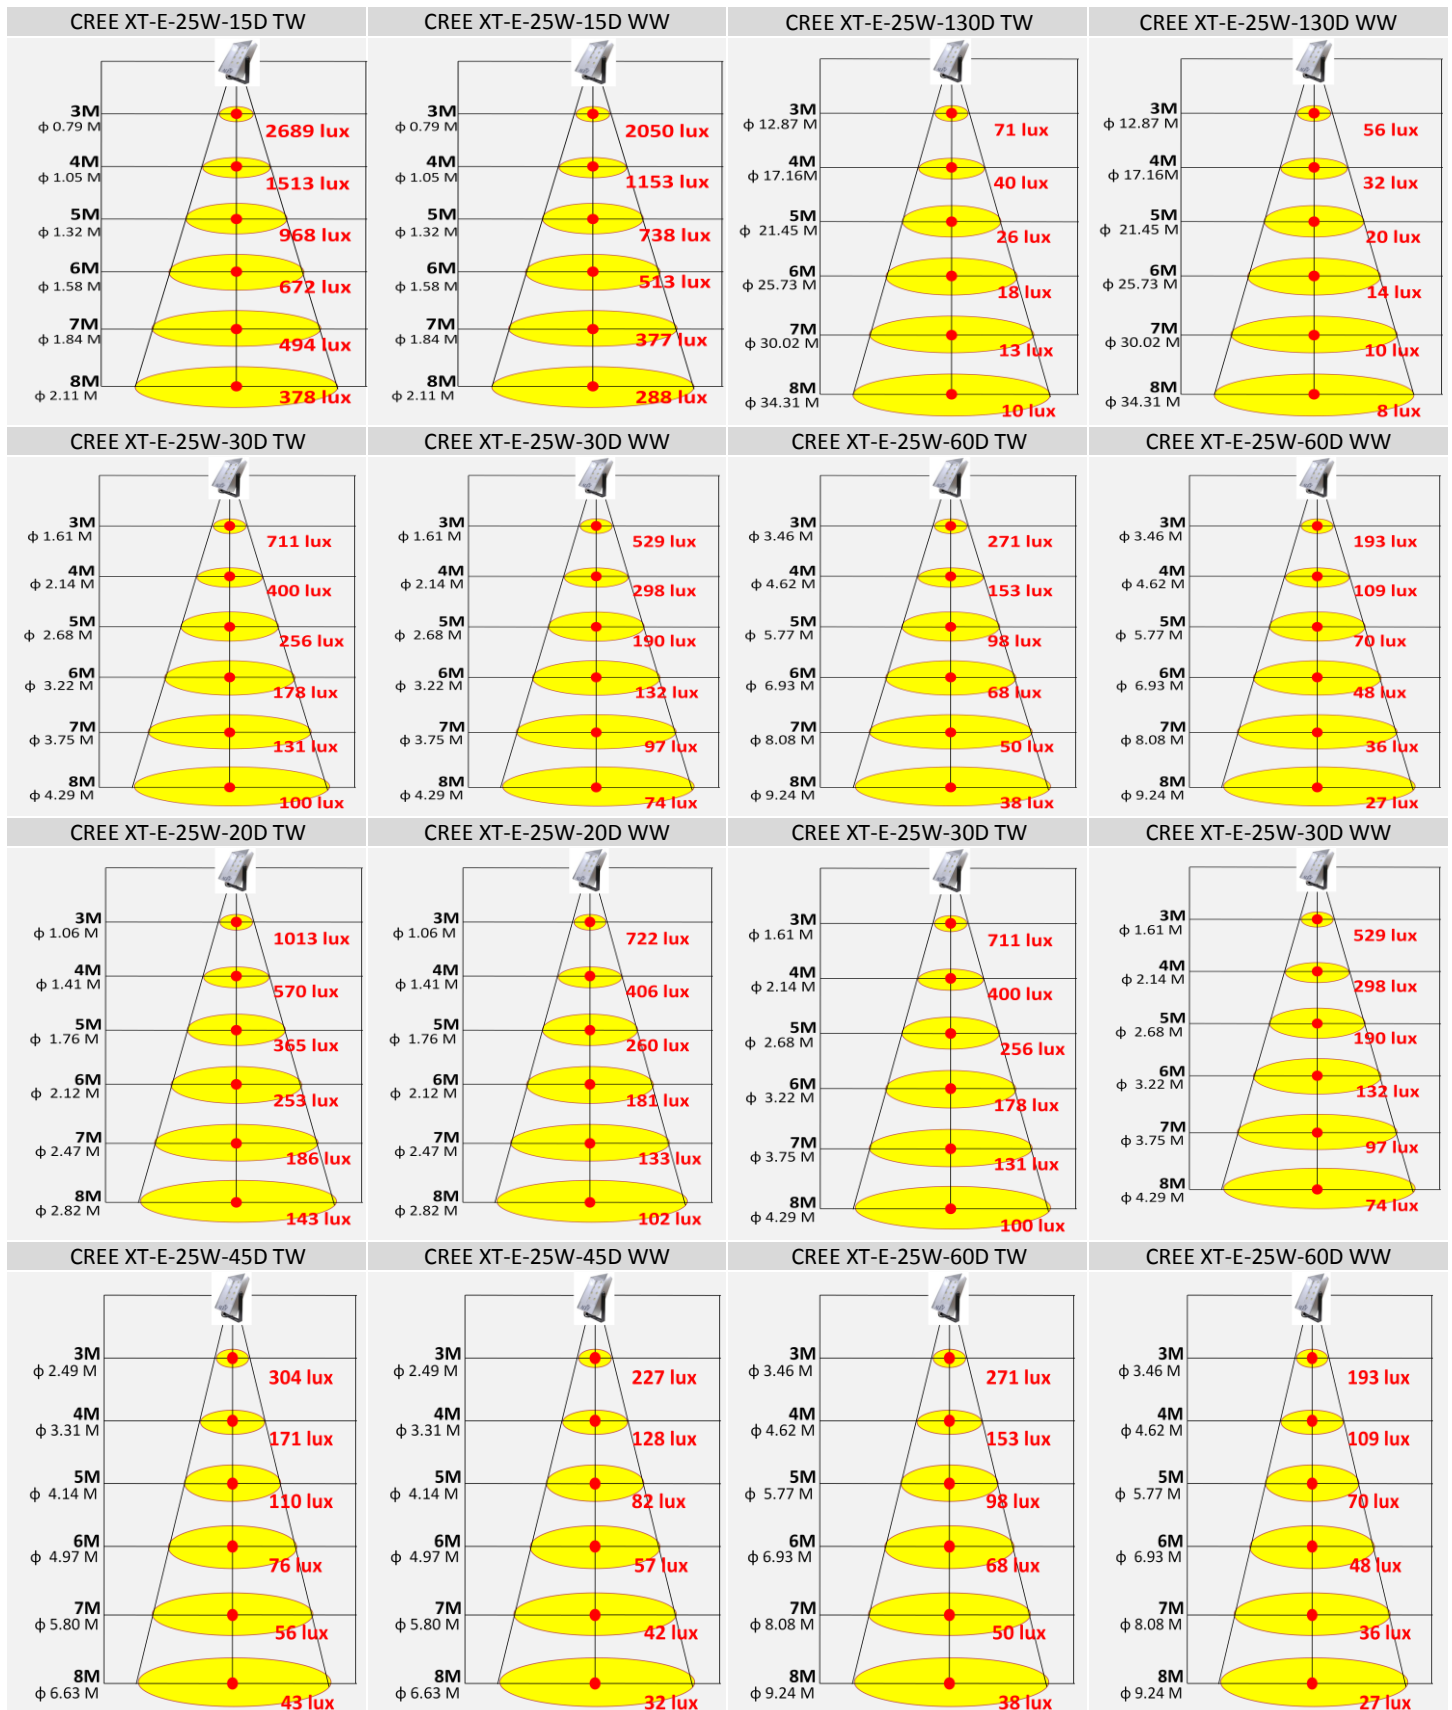 CREE XT-E-25W-15D TW
3M
ф 0.79 M
2689 lux
4M
ф 1.05 M
1513 lux
5M
ф 1.32 M
968 lux
6M
ф 1.58 M
672 lux
7M
ф 1.84 M
494 lux
8M
ф 2.11 M
378 lux
CREE XT-E-25W-15D WW
3M
ф 0.79 M
2050 lux
4M
ф 1.05 M
1153 lux
5M
ф 1.32 M
738 lux
6M
ф 1.58 M
513 lux
7M
ф 1.84 M
377 lux
8M
ф 2.11 M
288 lux
CREE XT-E-25W-130D TW
3M
ф 12.87 M
71 lux
4M
ф 17.16M
40 lux
5M
ф 21.45 M
26 lux
6M
ф 25.73 M
18 lux
7M
ф 30.02 M
13 lux
8M
ф 34.31 M
10 lux
CREE XT-E-25W-130D WW
3M
ф 12.87 M
56 lux
4M
ф 17.16M
32 lux
5M
ф 21.45 M
20 lux
6M
ф 25.73 M
14 lux
7M
ф 30.02 M
10 lux
8M
ф 34.31 M
8 lux
CREE XT-E-25W-30D TW
3M
ф 1.61 M
711 lux
4M
ф 2.14 M
400 lux
5M
ф 2.68 M
256 lux
6M
ф 3.22 M
178 lux
7M
ф 3.75 M
131 lux
8M
ф 4.29 M
100 lux
CREE XT-E-25W-30D WW
3M
ф 1.61 M
529 lux
4M
ф 2.14 M
298 lux
5M
ф 2.68 M
190 lux
6M
ф 3.22 M
132 lux
7M
ф 3.75 M
97 lux
8M
ф 4.29 M
74 lux
CREE XT-E-25W-60D TW
3M
ф 3.46 M
271 lux
4M
ф 4.62 M
153 lux
5M
ф 5.77 M
98 lux
6M
ф 6.93 M
68 lux
7M
ф 8.08 M
50 lux
8M
ф 9.24 M
38 lux
CREE XT-E-25W-60D WW
3M
ф 3.46 M
193 lux
4M
ф 4.62 M
109 lux
5M
ф 5.77 M
70 lux
6M
ф 6.93 M
48 lux
7M
ф 8.08 M
36 lux
8M
ф 9.24 M
27 lux
CREE XT-E-25W-20D TW
3M
ф 1.06 M
1013 lux
4M
ф 1.41 M
570 lux
5M
ф 1.76 M
365 lux
6M
ф 2.12 M
253 lux
7M
ф 2.47 M
186 lux
8M
ф 2.82 M
143 lux
CREE XT-E-25W-20D WW
3M
ф 1.06 M
722 lux
4M
ф 1.41 M
406 lux
5M
ф 1.76 M
260 lux
6M
ф 2.12 M
181 lux
7M
ф 2.47 M
133 lux
8M
ф 2.82 M
102 lux
CREE XT-E-25W-30D TW
3M
ф 1.61 M
711 lux
4M
ф 2.14 M
400 lux
5M
ф 2.68 M
256 lux
6M
ф 3.22 M
178 lux
7M
ф 3.75 M
131 lux
8M
ф 4.29 M
100 lux
CREE XT-E-25W-30D WW
3M
ф 1.61 M
529 lux
4M
ф 2.14 M
298 lux
5M
ф 2.68 M
190 lux
6M
ф 3.22 M
132 lux
7M
ф 3.75 M
97 lux
8M
ф 4.29 M
74 lux
CREE XT-E-25W-45D TW
3M
ф 2.49 M
304 lux
4M
ф 3.31 M
171 lux
5M
ф 4.14 M
110 lux
6M
ф 4.97 M
76 lux
7M
ф 5.80 M
56 lux
8M
ф 6.63 M
43 lux
CREE XT-E-25W-45D WW
3M
ф 2.49 M
227 lux
4M
ф 3.31 M
128 lux
5M
ф 4.14 M
82 lux
6M
ф 4.97 M
57 lux
7M
ф 5.80 M
42 lux
8M
ф 6.63 M
32 lux
CREE XT-E-25W-60D TW
3M
ф 3.46 M
271 lux
4M
ф 4.62 M
153 lux
5M
ф 5.77 M
98 lux
6M
ф 6.93 M
68 lux
7M
ф 8.08 M
50 lux
8M
ф 9.24 M
38 lux
CREE XT-E-25W-60D WW
3M
ф 3.46 M
193 lux
4M
ф 4.62 M
109 lux
5M
ф 5.77 M
70 lux
6M
ф 6.93 M
48 lux
7M
ф 8.08 M
36 lux
8M
ф 9.24 M
27 lux